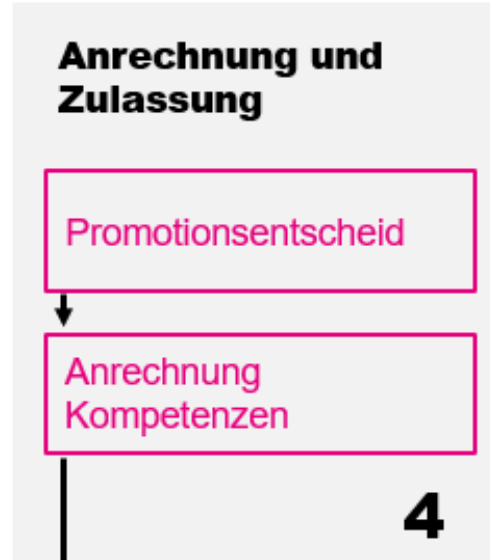 Anrechnung und
Zulassung
Promotionsentscheid
Anrechnung
Kompetenzen
4